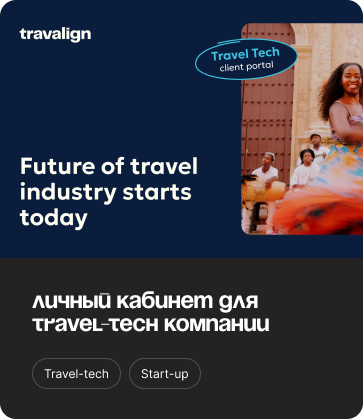 travalign
Travel Tech
client portal
Future of travel
industry starts
today
личный кабинет для
travel-tech компании
Travel-tech
Start-up